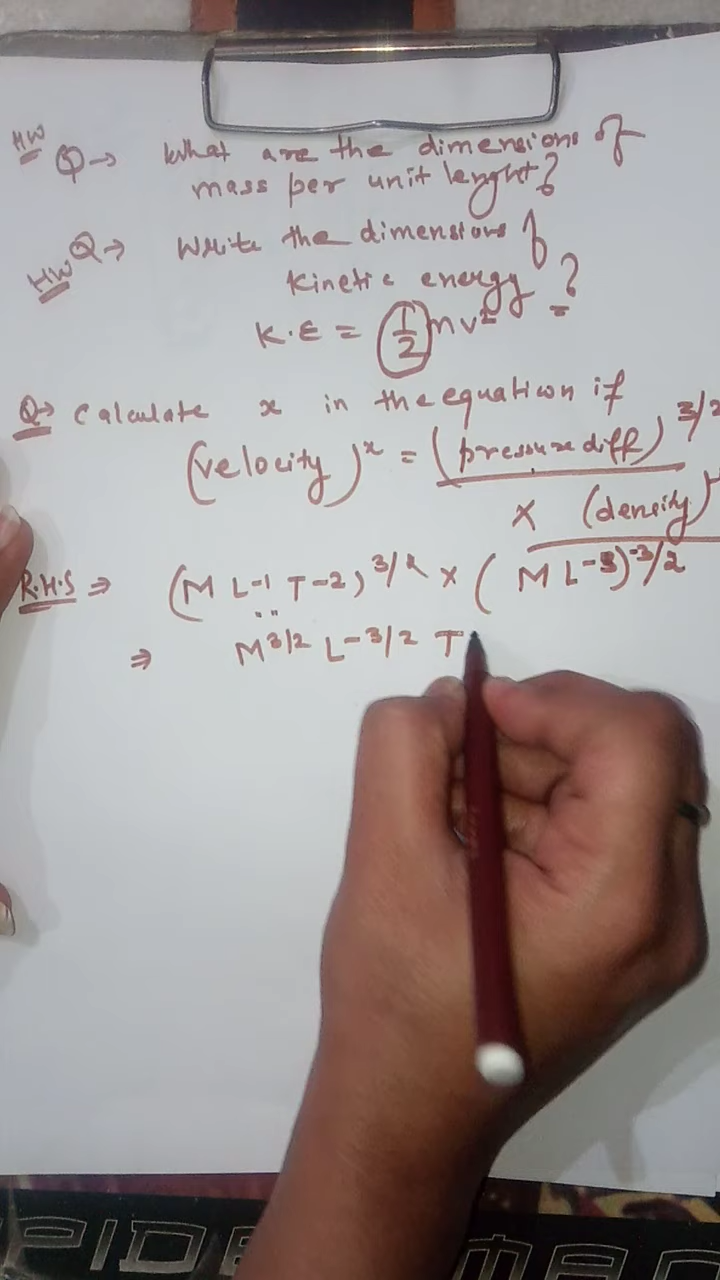 HW
Q→ What are the dimensions of
mass per unit lenght?
HW Q→ Write the dimensions of
Kinetic energy ?
K.E = 1/2 mv²
Q→ Calculate x in the equation if
(velocity)^x = (pressure diff)^3/2
× (density)
R.H.S ⇒ (M L-1 T-2)^3/2 × (M L-3)^-3/2
⇒ M^3/2 L^-3/2 T